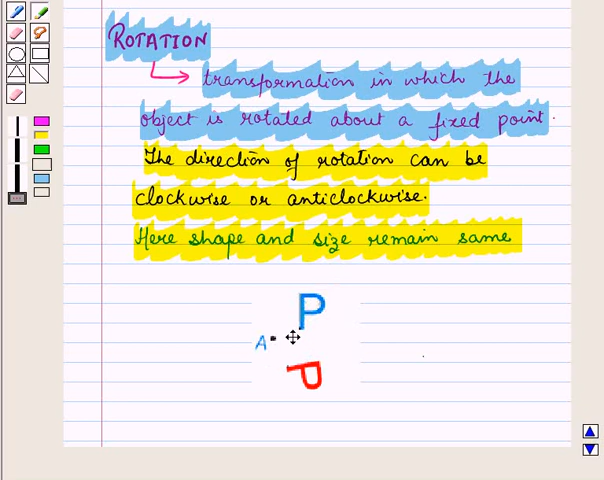 ROTATION
transformation in which the
object is rotated about a fixed point.
The direction of rotation can be
clockwise or anticlockwise.
Here shape and size remain same
P
A
P